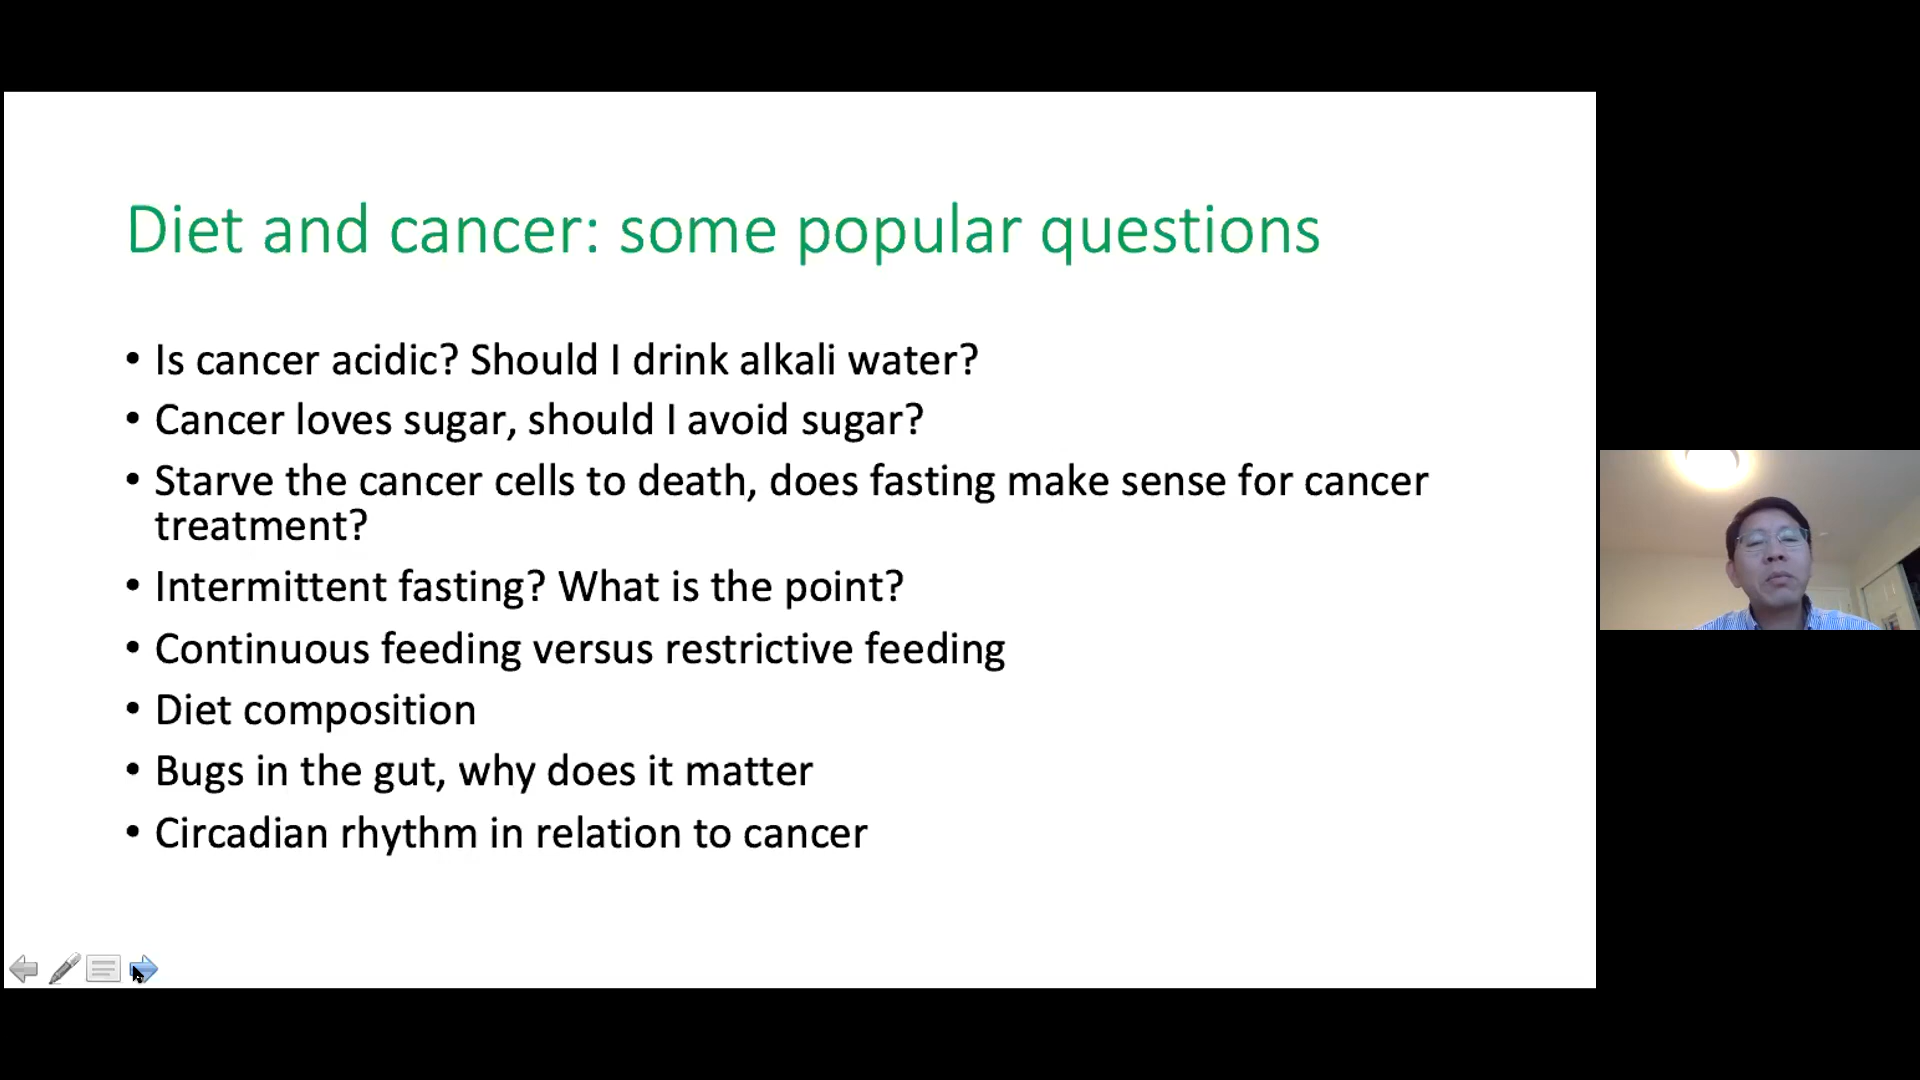 Diet and cancer: some popular questions
• Is cancer acidic? Should I drink alkali water?
• Cancer loves sugar, should I avoid sugar?
• Starve the cancer cells to death, does fasting make sense for cancer
treatment?
• Intermittent fasting? What is the point?
• Continuous feeding versus restrictive feeding
• Diet composition
• Bugs in the gut, why does it matter
• Circadian rhythm in relation to cancer